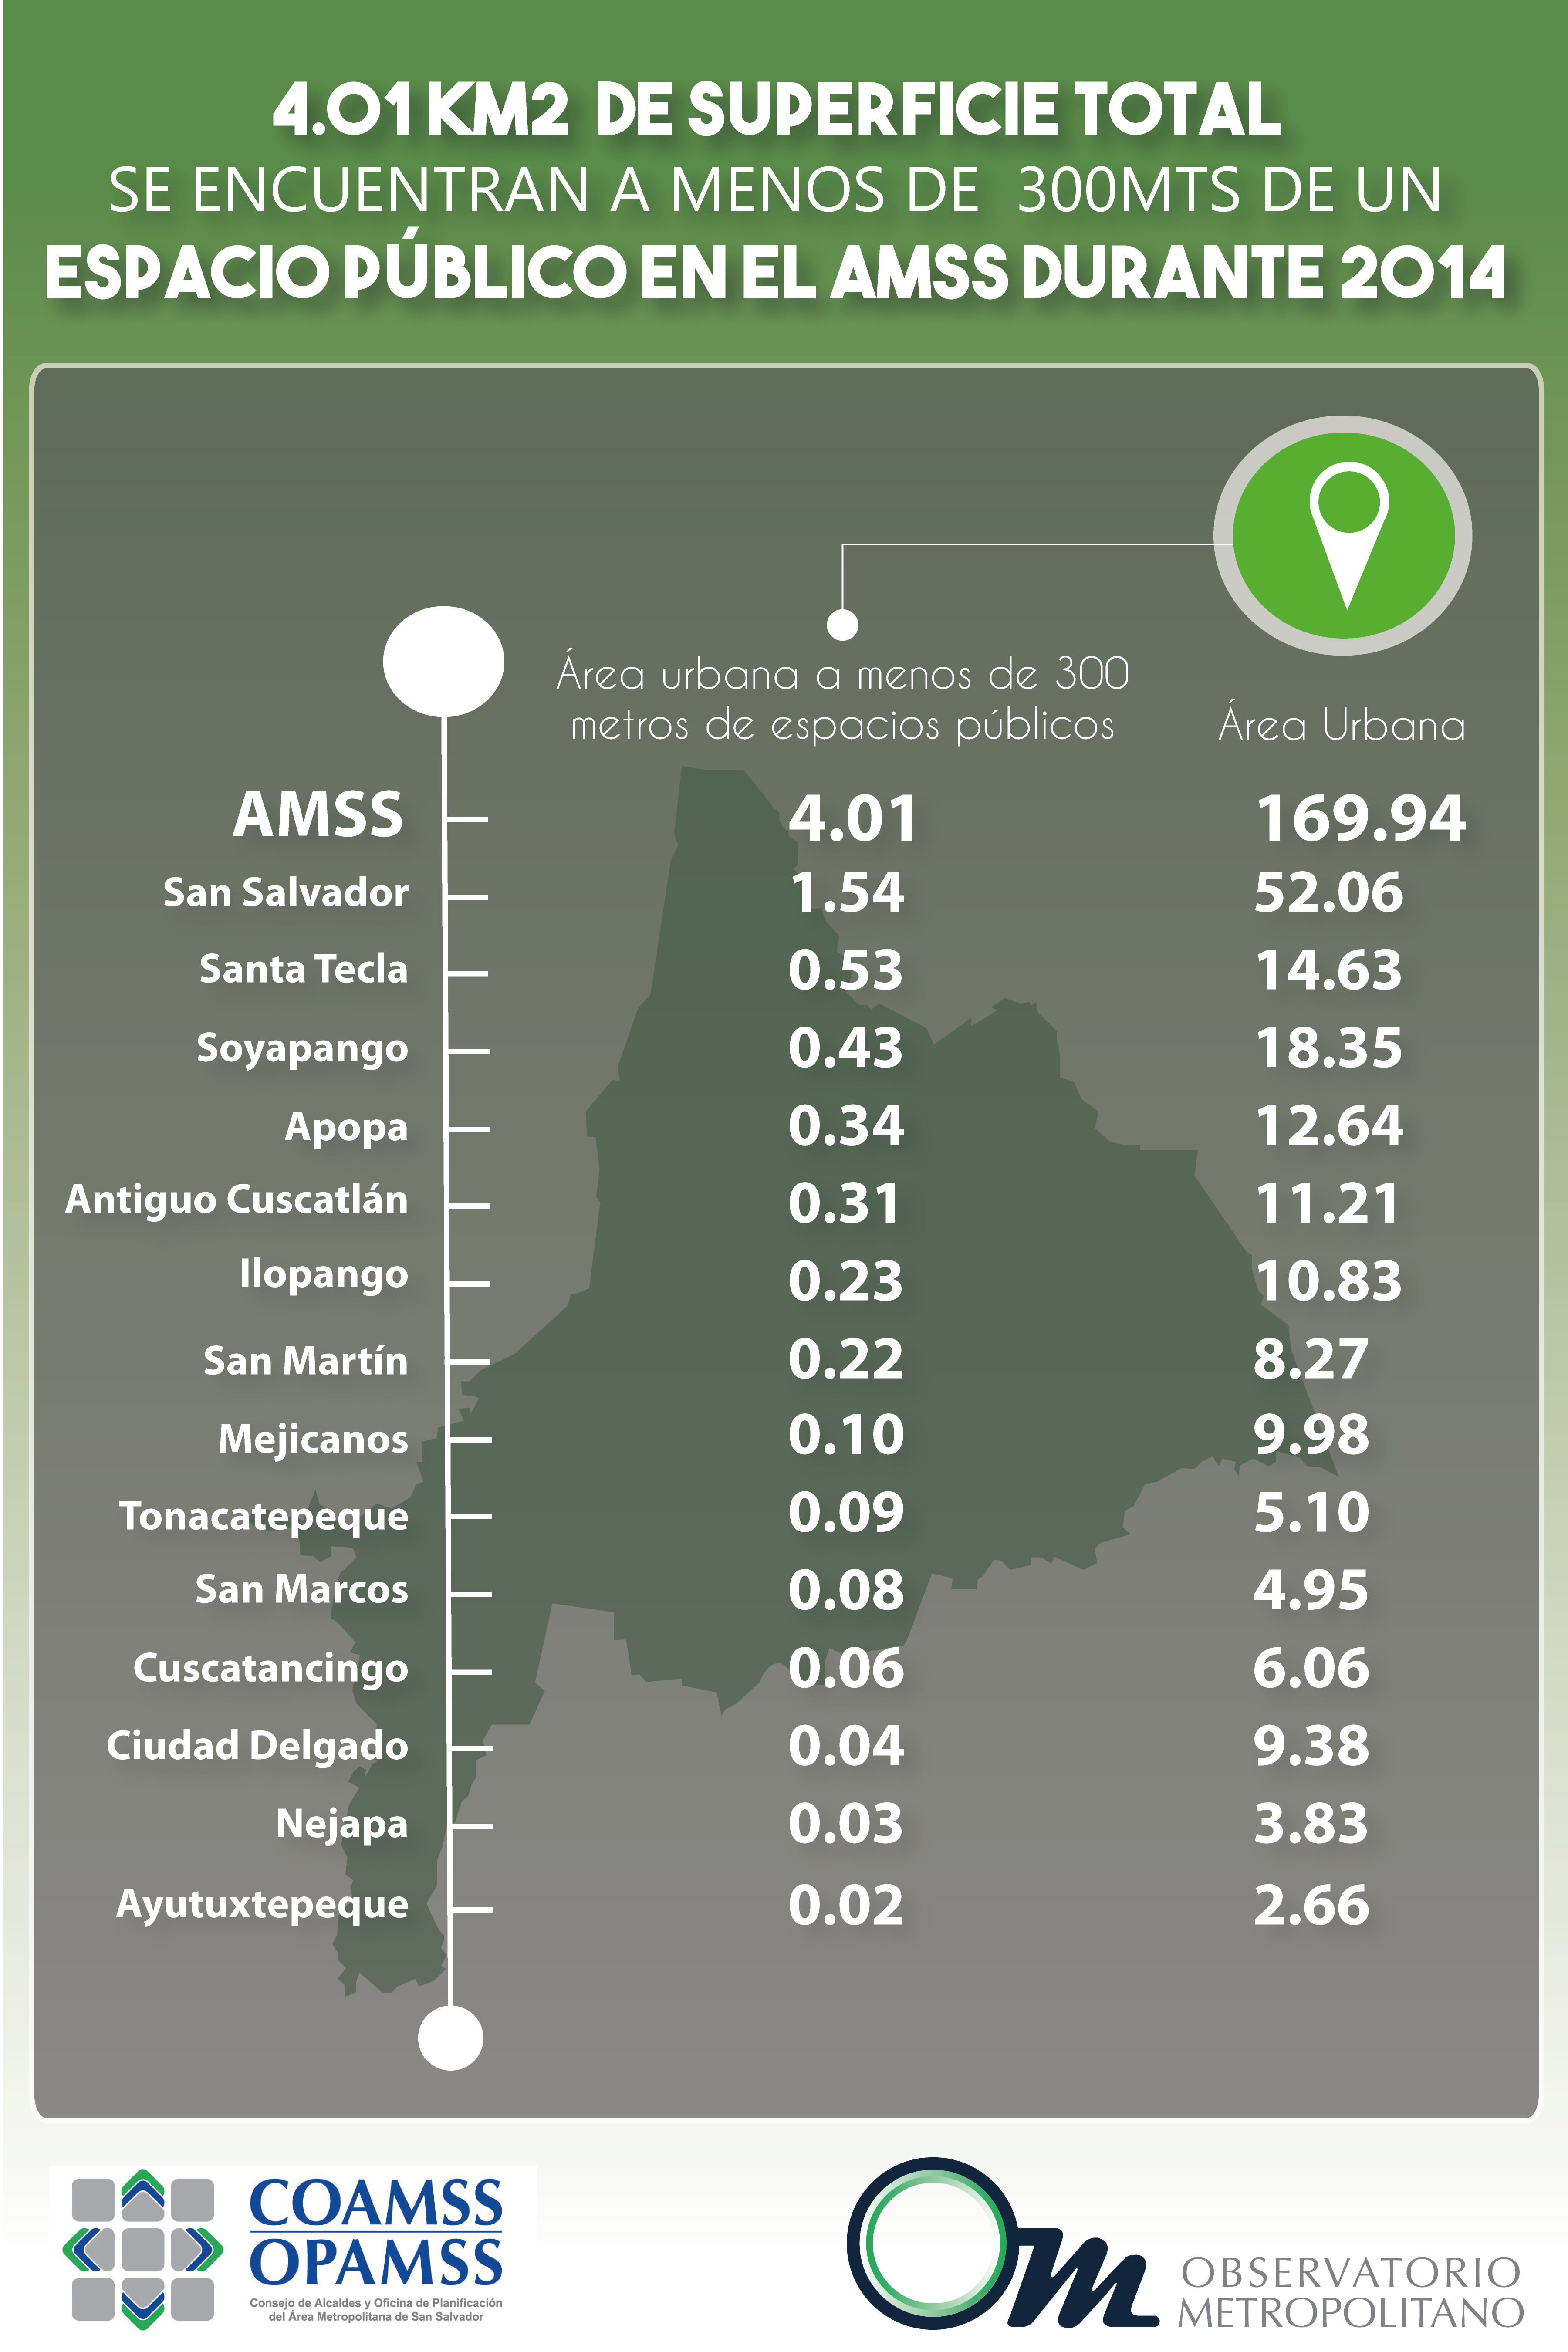 4.01 KM2 DE SUPERFICIE TOTAL
SE ENCUENTRAN A MENOS DE 300MTS DE UN
ESPACIO PÚBLICO EN EL AMSS DURANTE 2014
Área urbana a menos de 300
metros de espacios públicos
Área Urbana
AMSS 4.01 169.94
San Salvador 1.54 52.06
Santa Tecla 0.53 14.63
Soyapango 0.43 18.35
Apopa 0.34 12.64
Antiguo Cuscatlán 0.31 11.21
Ilopango 0.23 10.83
San Martín 0.22 8.27
Mejicanos 0.10 9.98
Tonacatepeque 0.09 5.10
San Marcos 0.08 4.95
Cuscatancingo 0.06 6.06
Ciudad Delgado 0.04 9.38
Nejapa 0.03 3.83
Ayutuxtepeque 0.02 2.66
COAMSS
OPAMSS
Consejo de Alcaldes y Oficina de Planificación
del Área Metropolitana de San Salvador
Om
OBSERVATORIO
METROPOLITANO